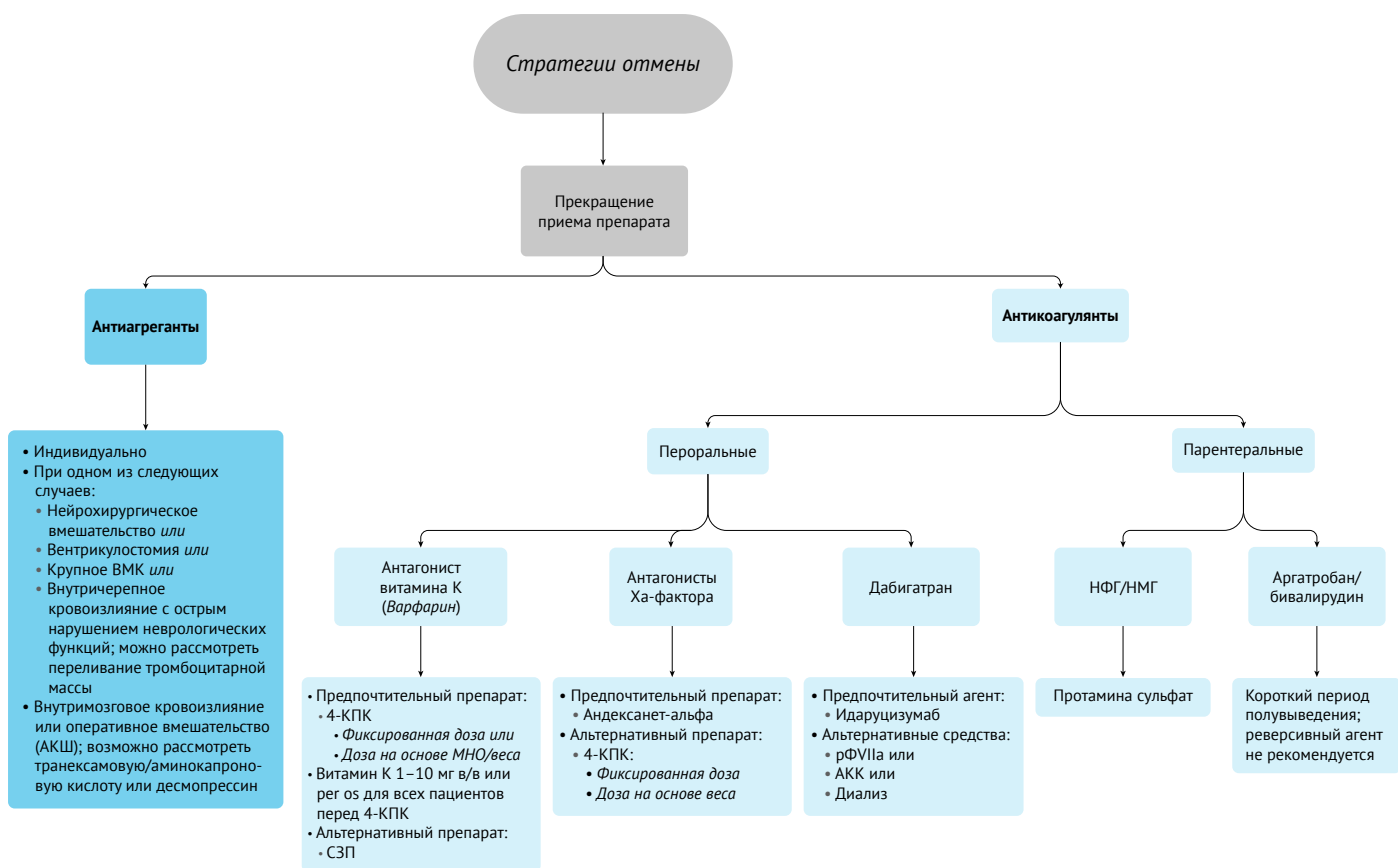 Стратегии отмены
Прекращение
приема препарата
Антиагреганты
Антикоагулянты
• Индивидуально
• При одном из следующих
случаев:
• Нейрохирургическое
вмешательство или
• Вентрикулостомия или
• Крупное ВМК или
• Внутричерепное
кровоизлияние с острым
нарушением неврологических
функций; можно рассмотреть
переливание тромбоцитарной
массы
• Внутримозговое кровоизлияние
или оперативное вмешательство
(АКШ); возможно рассмотреть
транексамовую/аминокапроно-
вую кислоту или десмопрессин
Пероральные
Парентеральные
Антагонист
витамина K
(Варфарин)
Антагонисты
Xa-фактора
Дабигатран
НФГ/НМГ
Аргатробан/
бивалирудин
• Предпочтительный препарат:
• 4-КПК
• Фиксированная доза или
• Доза на основе МНО/веса
• Витамин K 1–10 мг в/в или
per os для всех пациентов
перед 4-КПК
• Альтернативный препарат:
• СЗП
• Предпочтительный препарат:
• Андексанет-альфа
• Альтернативный препарат:
• 4-КПК:
• Фиксированная доза
• Доза на основе веса
• Предпочтительный агент:
• Идаруцизумаб
• Альтернативные средства:
• рФVIIa или
• АКК или
• Диализ
Протамина сульфат
Короткий период
полувыведения;
реверсивный агент
не рекомендуется